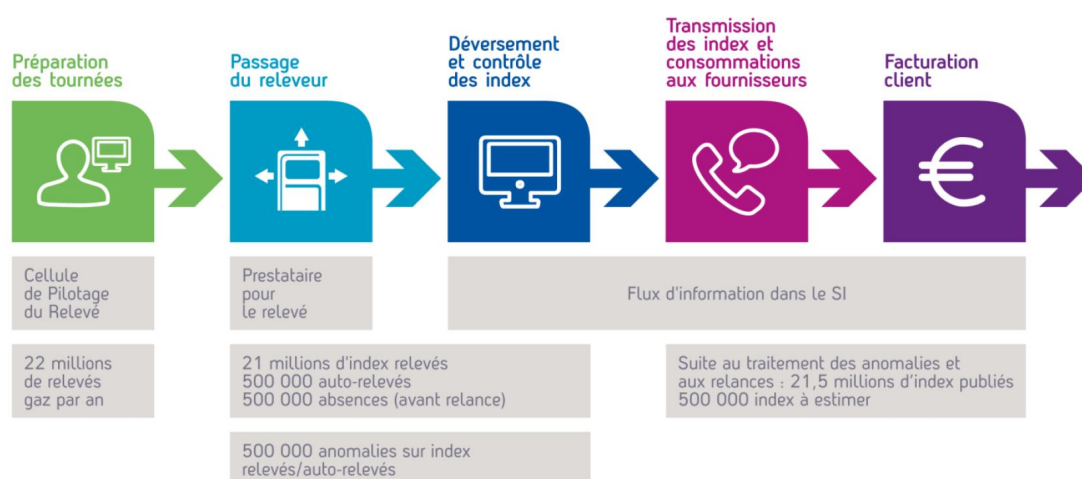 Préparation
des tournées
Passage
du releveur
Déversement
et contrôle
des index
Transmission
des index et
consommations
aux fournisseurs
Facturation
client
€
Cellule
de Pilotage
du Relevé
Prestataire
pour
le relevé
Flux d'information dans le SI
22 millions
de relevés
gaz par an
21 millions d'index relevés
500 000 auto-relevés
500 000 absences (avant relance)
Suite au traitement des anomalies et
aux relances : 21,5 millions d'index publiés
500 000 index à estimer
500 000 anomalies sur index
relevés/auto-relevés